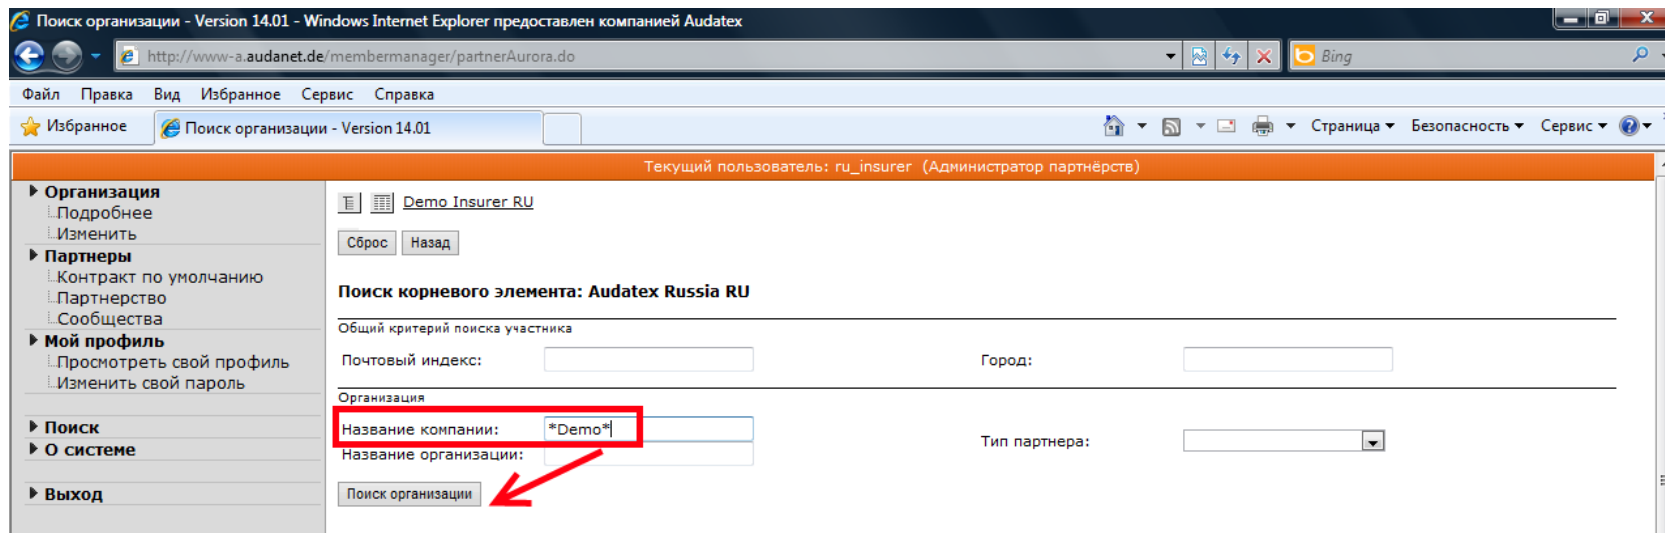 Поиск организации - Version 14.01 - Windows Internet Explorer предоставлен компанией Audatex
http://www-a.audanet.de/membermanager/partnerAurora.do
Bing
Файл Правка Вид Избранное Сервис Справка
Избранное
Поиск организации - Version 14.01
Страница Безопасность Сервис
Текущий пользователь: ru_insurer (Администратор партнёрств)
Организация
Подробнее
Изменить
Партнеры
Контракт по умолчанию
Партнерство
Сообщества
Мой профиль
Просмотреть свой профиль
Изменить свой пароль
Поиск
О системе
Выход
Demo Insurer RU
Сброс Назад
Поиск корневого элемента: Audatex Russia RU
Общий критерий поиска участника
Почтовый индекс: Город:
Организация
Название компании: *Demo*
Тип партнера:
Название организации:
Поиск организации